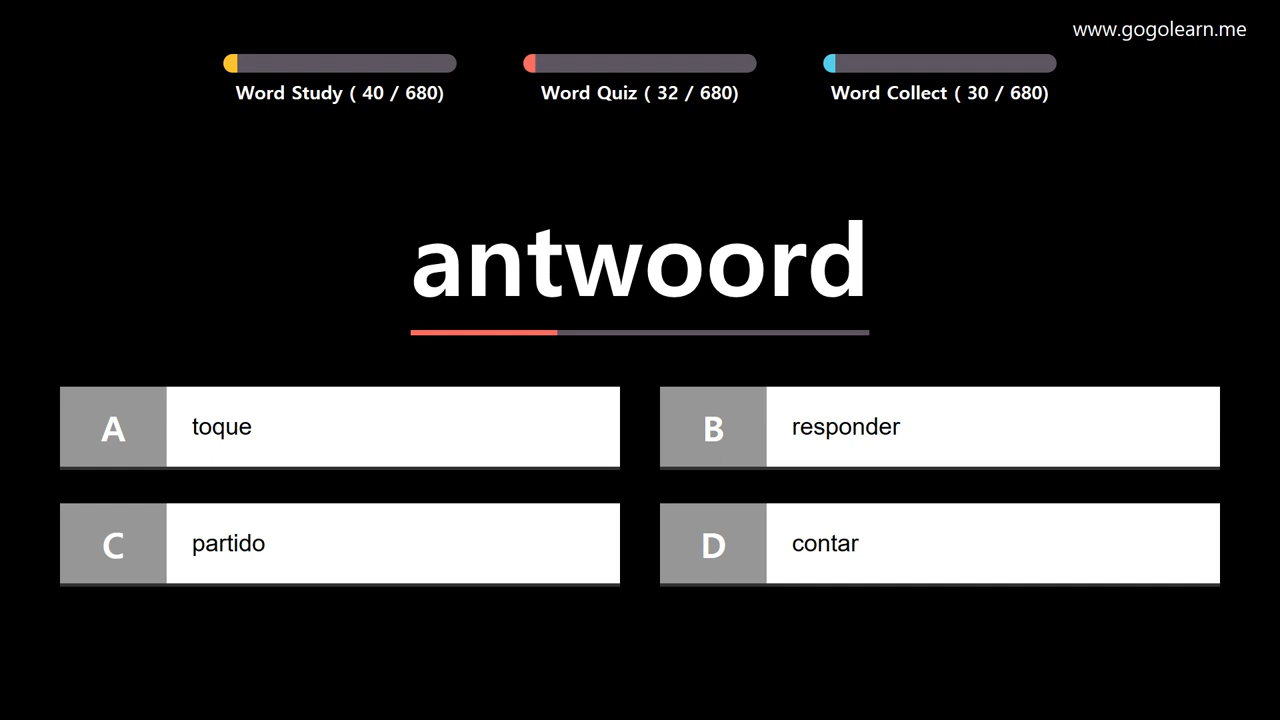 www.gogolearn.me
Word Study ( 40 / 680)
Word Quiz ( 32 / 680)
Word Collect ( 30 / 680)
antwoord
A toque
B responder
C partido
D contar